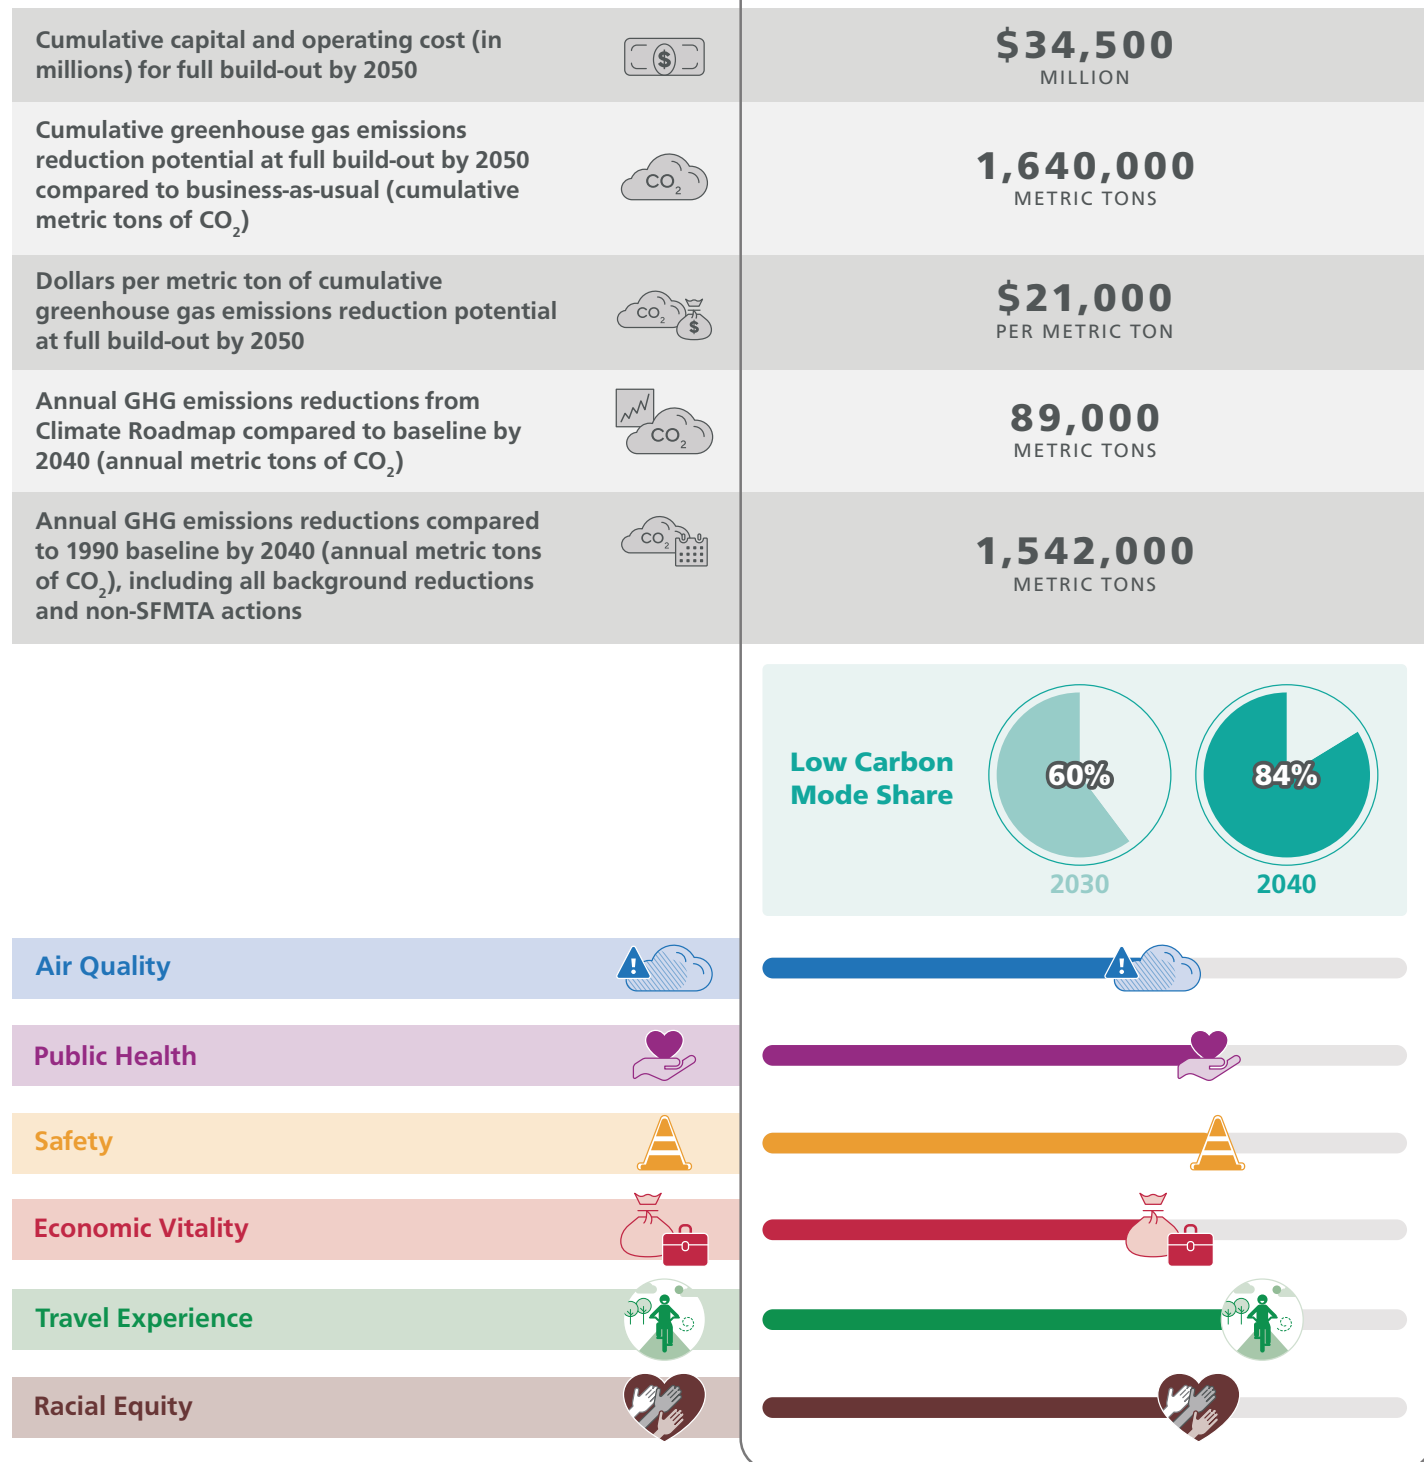 Cumulative capital and operating cost (in
millions) for full build-out by 2050
$
$34,500
MILLION
Cumulative greenhouse gas emissions
reduction potential at full build-out by 2050
compared to business-as-usual (cumulative
metric tons of CO2)
CO2
1,640,000
METRIC TONS
Dollars per metric ton of cumulative
greenhouse gas emissions reduction potential
at full build-out by 2050
CO2
$
$21,000
PER METRIC TON
Annual GHG emissions reductions from
Climate Roadmap compared to baseline by
2040 (annual metric tons of CO2)
CO2
89,000
METRIC TONS
Annual GHG emissions reductions compared
to 1990 baseline by 2040 (annual metric tons
of CO2), including all background reductions
and non-SFMTA actions
CO2
1,542,000
METRIC TONS
Low Carbon
Mode Share
60%
2030
84%
2040
Air Quality
!
!
Public Health
Safety
Economic Vitality
Travel Experience
Racial Equity